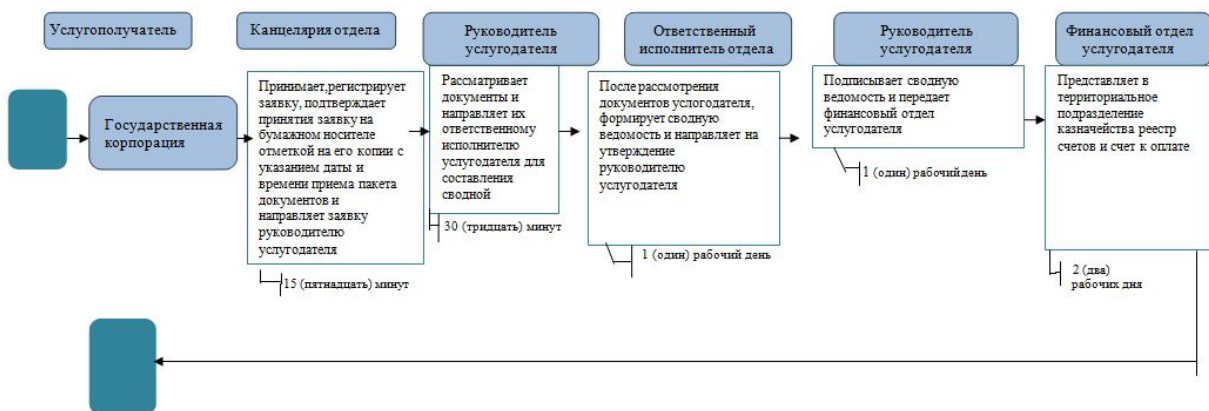 Услугополучатель
Канцелярия отдела
Руководитель
услугодателя
Ответственный
исполнитель отдела
Руководитель
услугодателя
Финансовый отдел
услугодателя
Государственная
корпорация
Принимает,регистрирует
заявку, подтверждает
принятия заявку на
бумажном носителе
отметкой на его копии с
указанием даты и
времени приема пакета
документов и
направляет заявку
руководителю
услугодателя
15 (пятнадцать) минут
Рассматривает
документы и
направляет их
ответственному
исполнителю
услугодателя для
составления
сводной
30 (тридцать) минут
После рассмотрения
документов услогодателя,
формирует сводную
ведомость и направляет на
утверждение
руководителю
услугодателя
1 (один) рабочий день
Подписывает сводную
ведомость и передает
финансовый отдел
услугодателя
1 (один) рабочий день
Представляет в
территориальное
подразделение
казначейства реестр
счетов и счет к оплате
2 (два)
рабочих дня